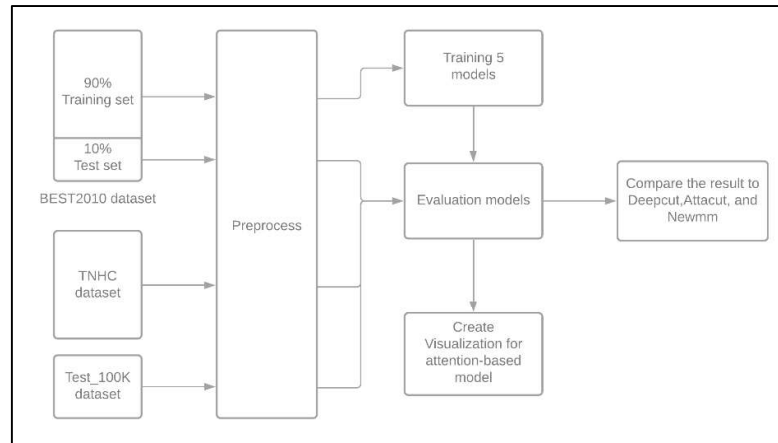 90%
Training set
10%
Test set
BEST2010 dataset
TNHC
dataset
Test_100K
dataset
Preprocess
Training 5
models
Evaluation models
Create
Visualization for
attention-based
model
Compare the result to
Deepcut,Attacut, and
Newmm